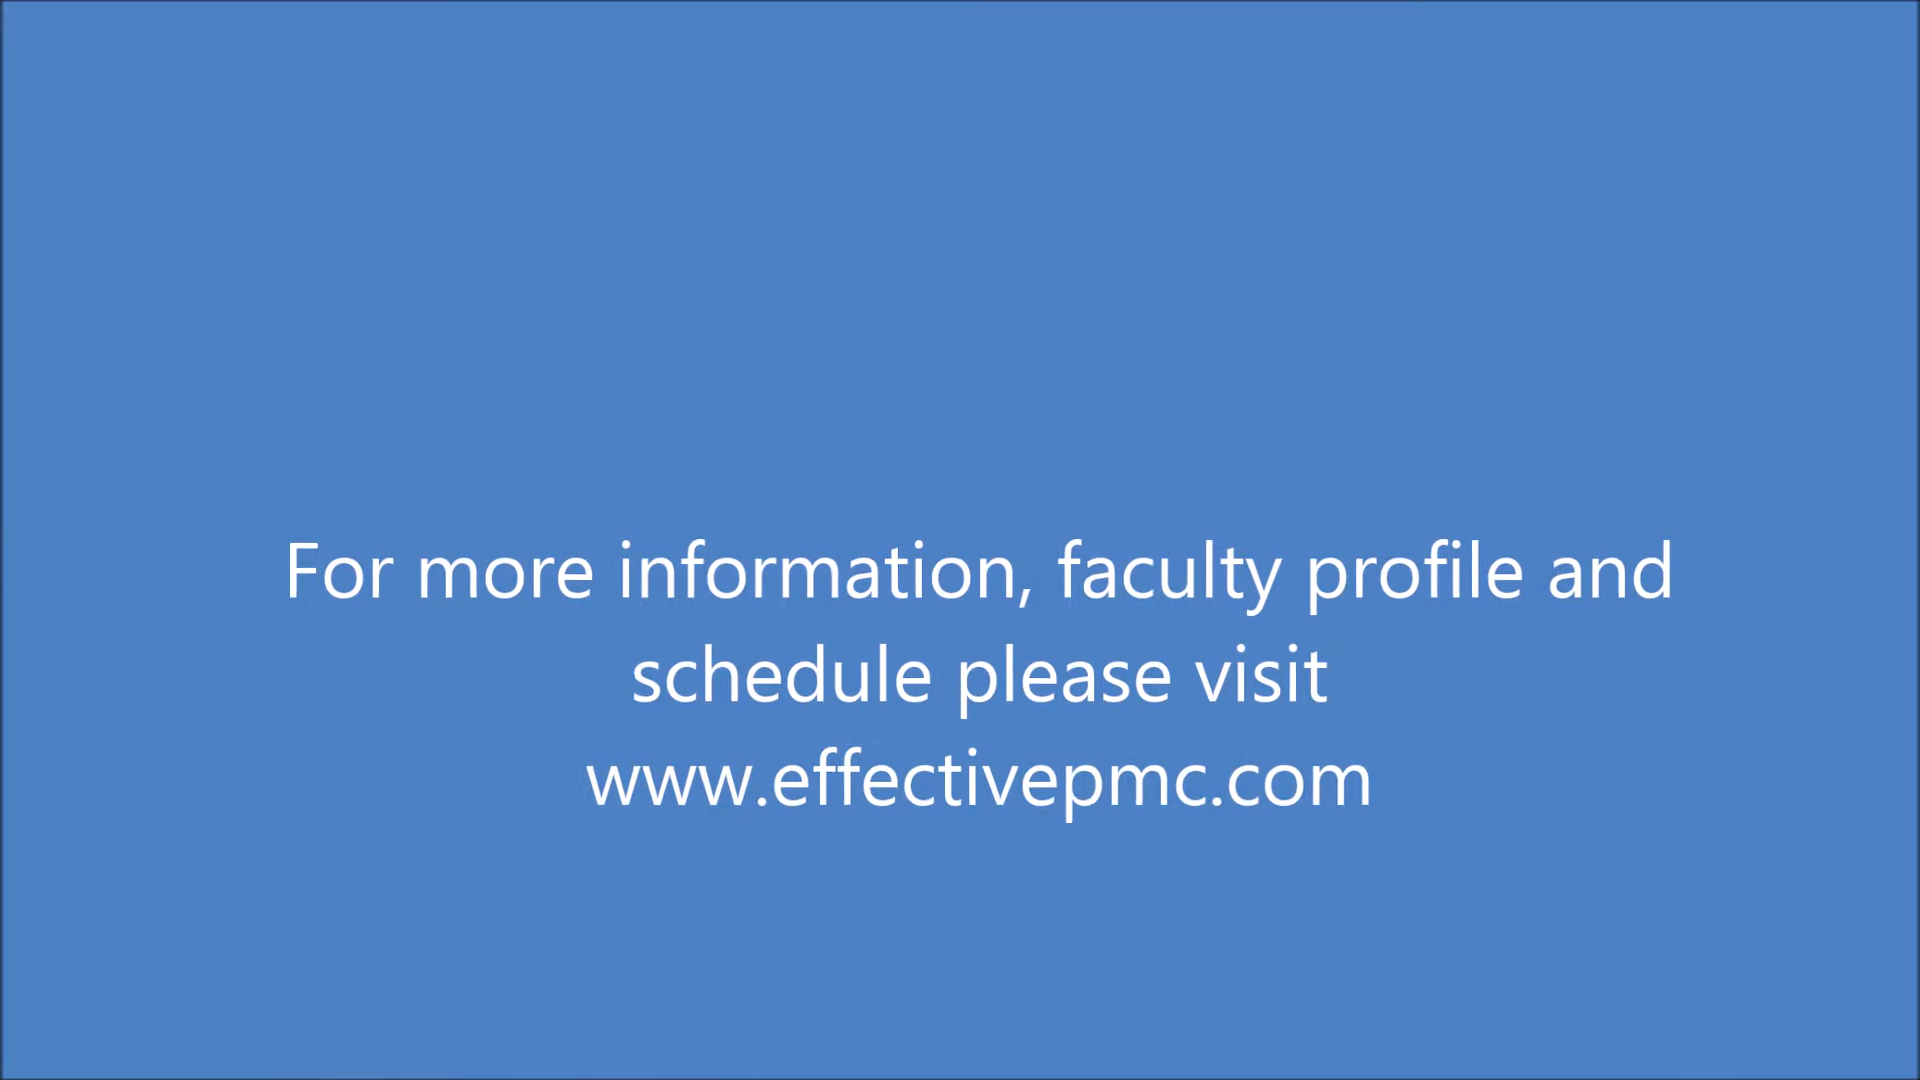 For more information, faculty profile and
schedule please visit
www.effectivepmc.com